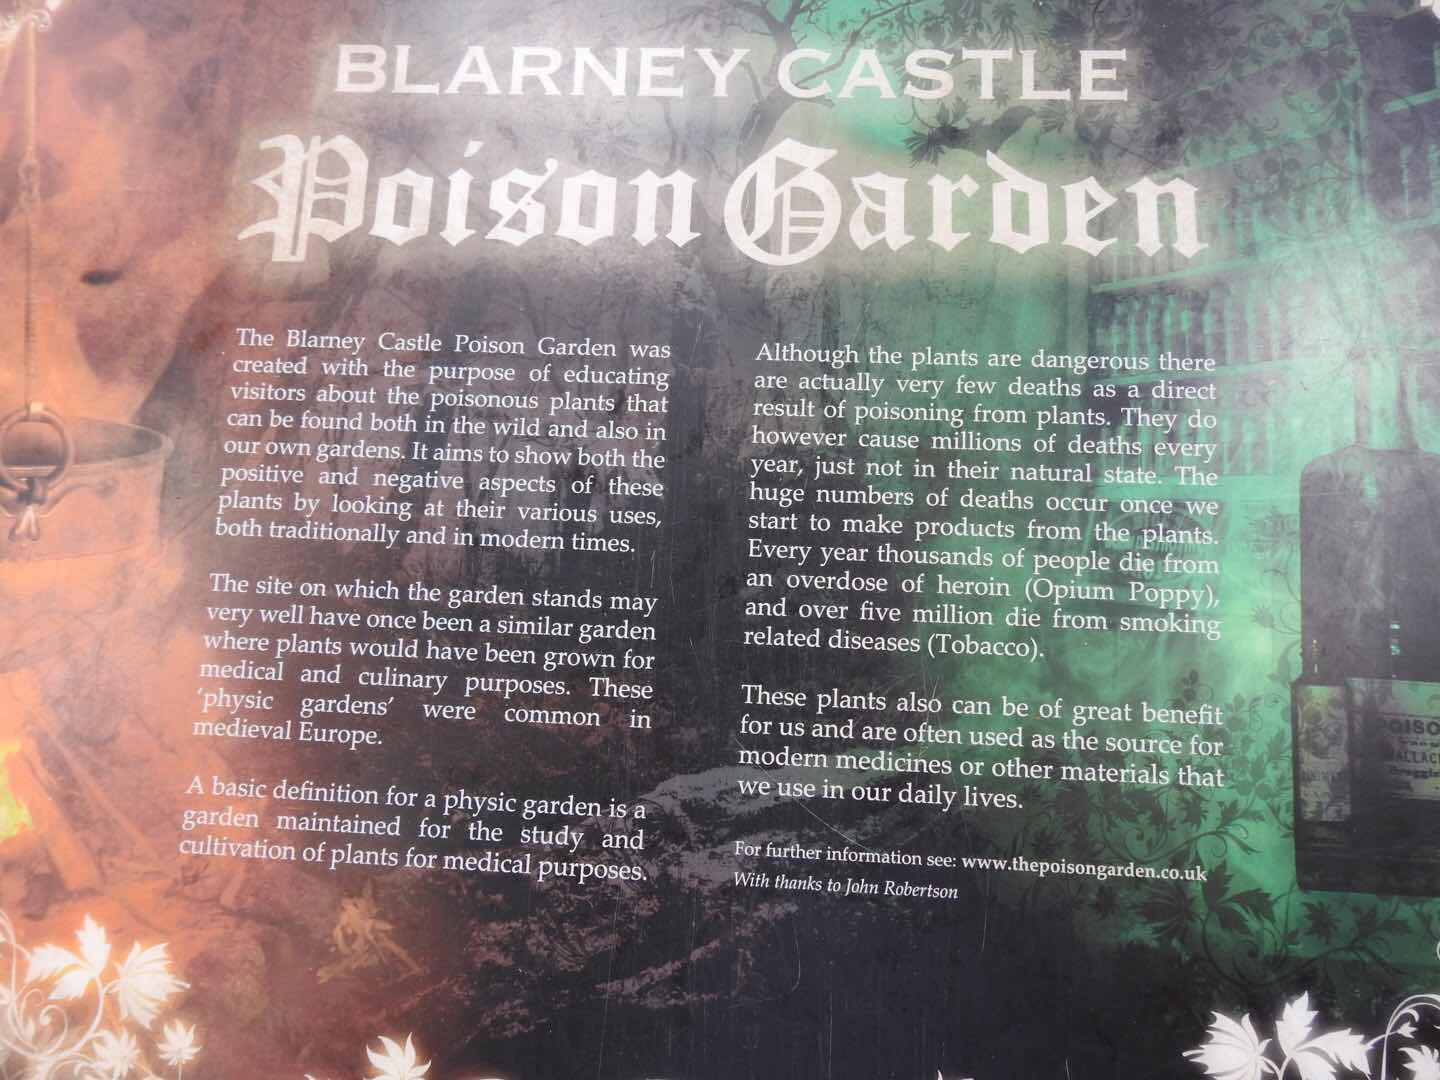 BLARNEY CASTLE
Poison Garden
The Blarney Castle Poison Garden was
created with the purpose of educating
visitors about the poisonous plants that
can be found both in the wild and also in
our own gardens. It aims to show both the
positive and negative aspects of these
plants by looking at their various uses,
both traditionally and in modern times.
The site on which the garden stands may
very well have once been a similar garden
where plants would have been grown for
medical and culinary purposes. These
'physic gardens' were common in
medieval Europe.
A basic definition for a physic garden is a
garden maintained for the study and
cultivation of plants for medical purposes.
Although the plants are dangerous there
are actually very few deaths as a direct
result of poisoning from plants. They do
however cause millions of deaths every
year, just not in their natural state. The
huge numbers of deaths occur once we
start to make products from the plants.
Every year thousands of people die from
an overdose of heroin (Opium Poppy),
and over five million die from smoking
related diseases (Tobacco).
These plants also can be of great benefit
for us and are often used as the source for
modern medicines or other materials that
we use in our daily lives.
For further information see: www.thepoisongarden.co.uk
With thanks to John Robertson